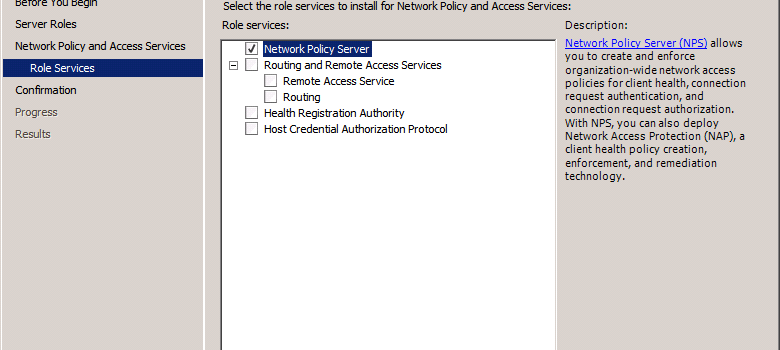 Before You Begin
Server Roles
Network Policy and Access Services
Role Services
Confirmation
Progress
Results
Select the role services to install for Network Policy and Access Services:
Role services:
Network Policy Server
Routing and Remote Access Services
Remote Access Service
Routing
Health Registration Authority
Host Credential Authorization Protocol
Description:
Network Policy Server (NPS) allows
you to create and enforce
organization-wide network access
policies for client health, connection
request authentication, and
connection request authorization.
With NPS, you can also deploy
Network Access Protection (NAP), a
client health policy creation,
enforcement, and remediation
technology.